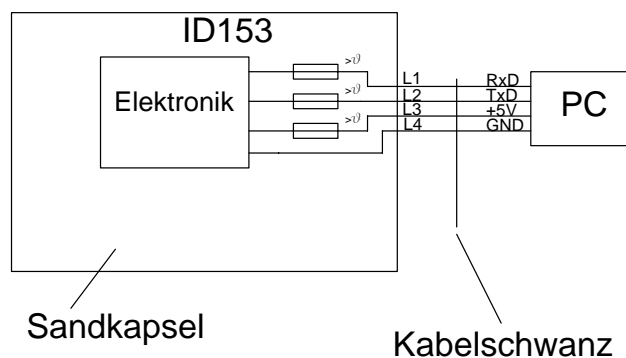 ID153
>ϑ
L1
RxD
Elektronik
>ϑ
L2
TxD
PC
>ϑ
L3
+5V
L4
GND
Sandkapsel
Kabelschwanz